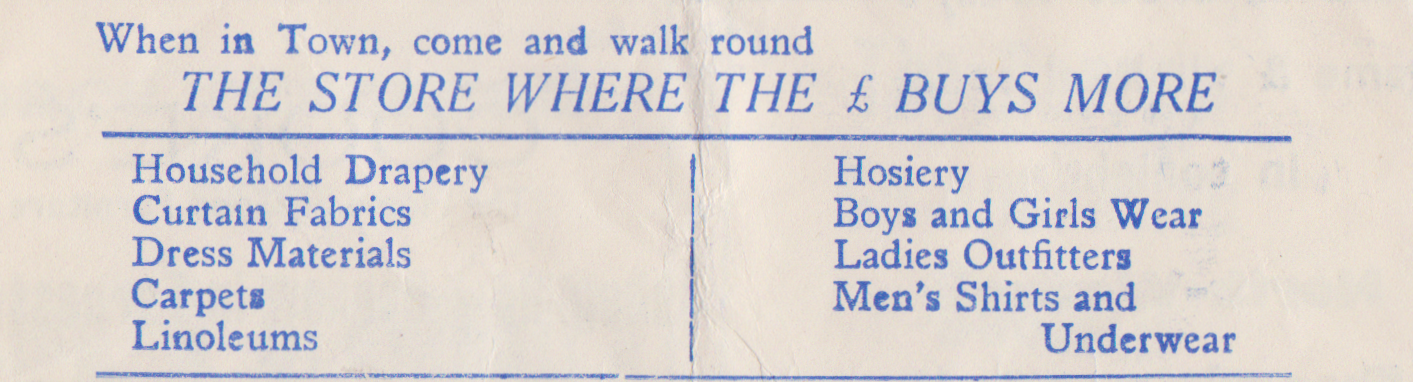 When in Town, come and walk round
THE STORE WHERE THE £ BUYS MORE
Household Drapery
Curtain Fabrics
Dress Materials
Carpets
Linoleums
Hosiery
Boys and Girls Wear
Ladies Outfitters
Men's Shirts and
Underwear